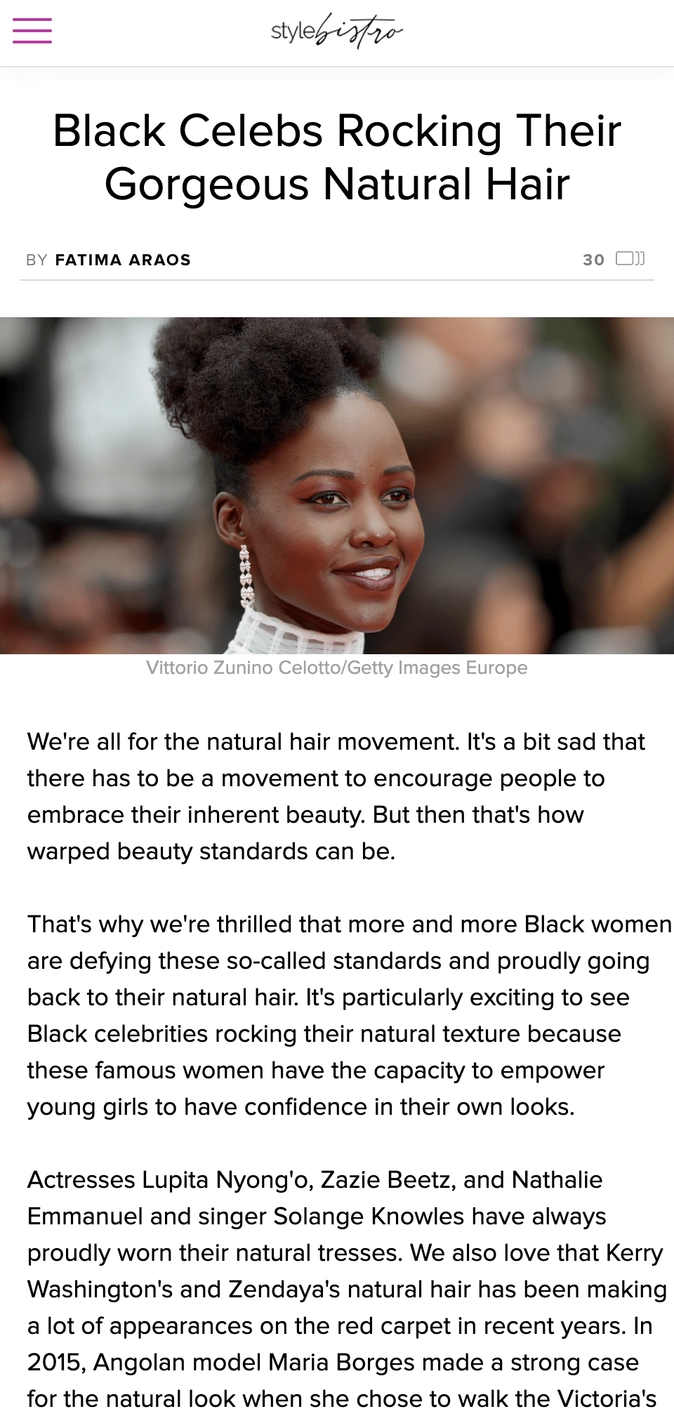 stylebistro
Black Celebs Rocking Their
Gorgeous Natural Hair
BY FATIMA ARAOS
30
Vittorio Zunino Celotto/Getty Images Europe
We're all for the natural hair movement. It's a bit sad that
there has to be a movement to encourage people to
embrace their inherent beauty. But then that's how
warped beauty standards can be.
That's why we're thrilled that more and more Black women
are defying these so-called standards and proudly going
back to their natural hair. It's particularly exciting to see
Black celebrities rocking their natural texture because
these famous women have the capacity to empower
young girls to have confidence in their own looks.
Actresses Lupita Nyong'o, Zazie Beetz, and Nathalie
Emmanuel and singer Solange Knowles have always
proudly worn their natural tresses. We also love that Kerry
Washington's and Zendaya's natural hair has been making
a lot of appearances on the red carpet in recent years. In
2015, Angolan model Maria Borges made a strong case
for the natural look when she chose to walk the Victoria's